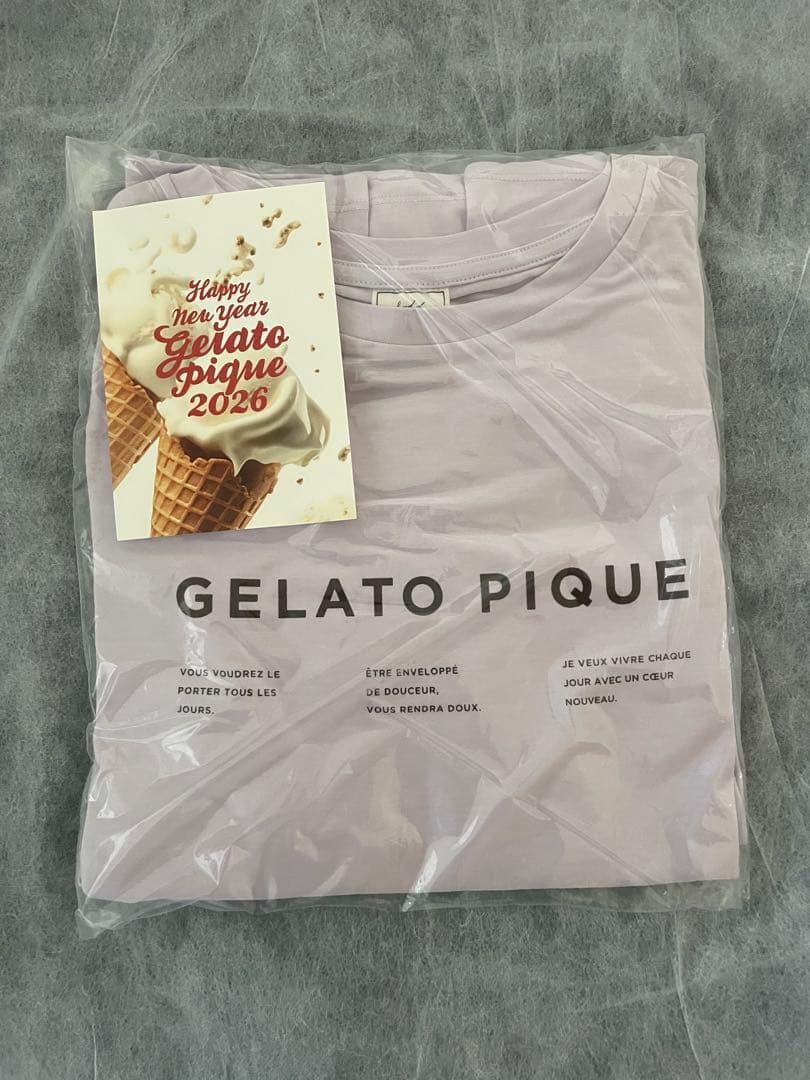 Happy
New Year
Gelato
pique
2026
GELATO PIQUE
VOUS VOUDREZ LE
PORTER TOUS LES
JOURS.
ÊTRE ENVELOPPÉ
DE DOUCEUR,
VOUS RENDRA DOUX.
JE VEUX VIVRE CHAQUE
JOUR AVEC UN CŒUR
NOUVEAU.